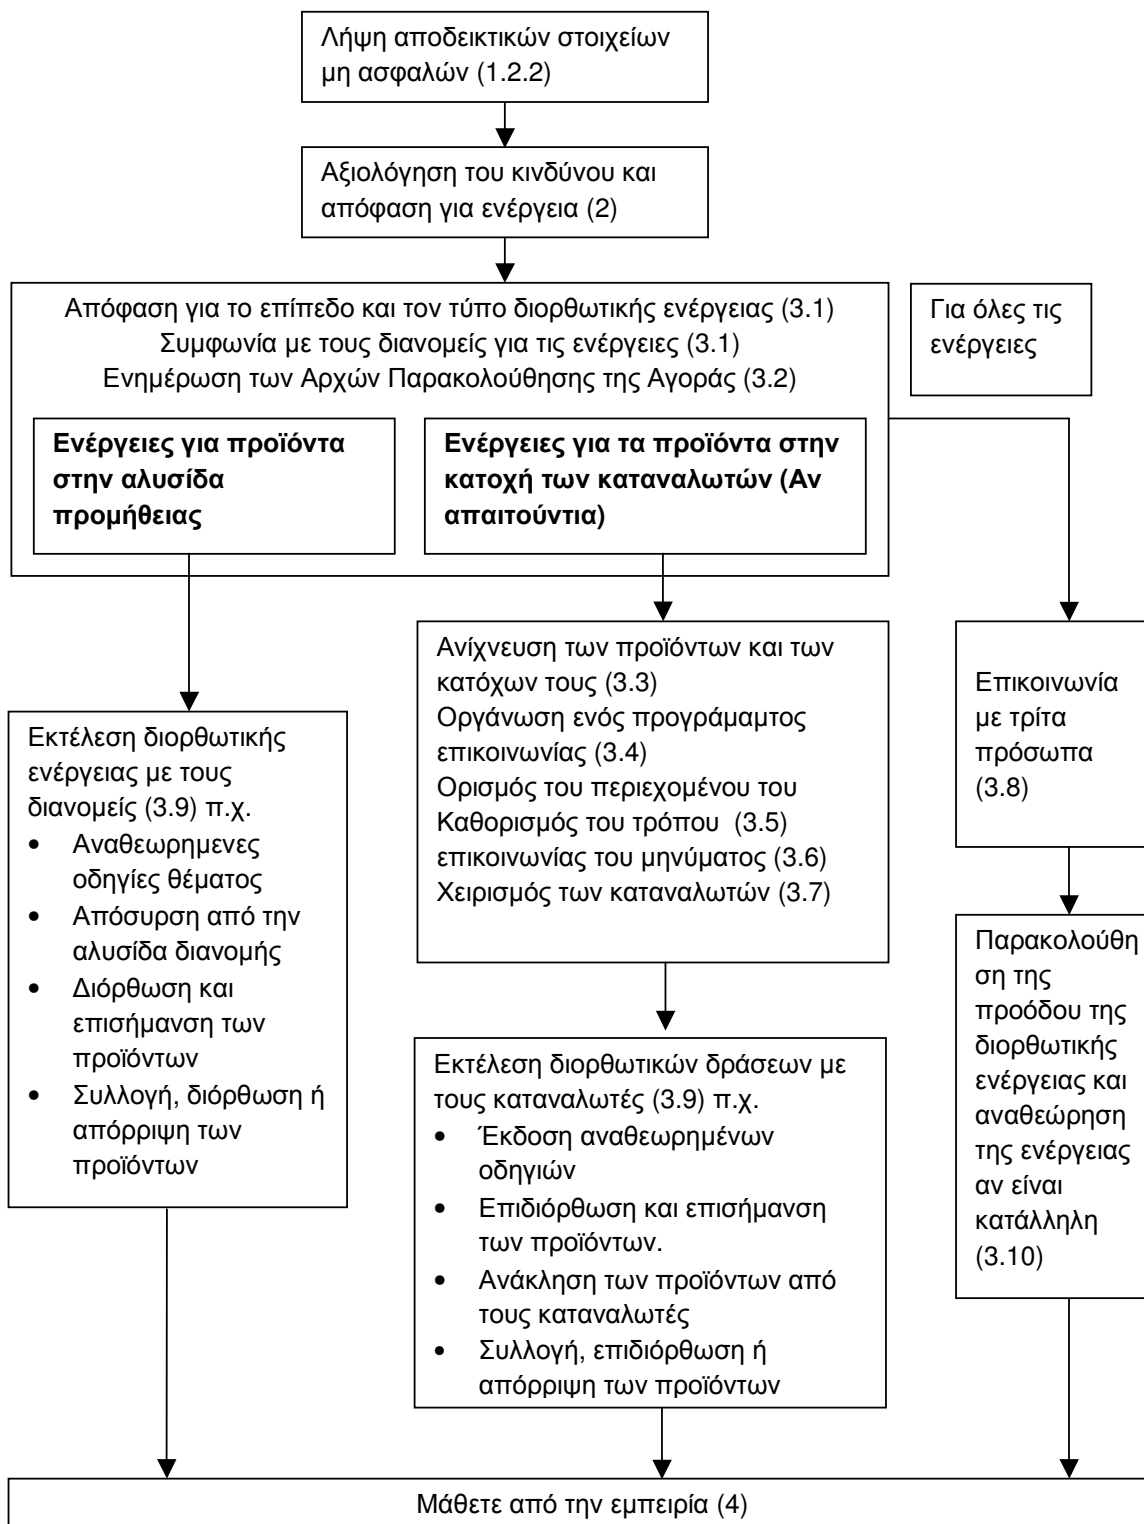 Λήψη αποδεικτικών στοιχείων
μη ασφαλών (1.2.2)
Αξιολόγηση του κινδύνου και
απόφαση για ενέργεια (2)
Απόφαση για το επίπεδο και τον τύπο διορθωτικής ενέργειας (3.1)
Συμφωνία με τους διανομείς για τις ενέργειες (3.1)
Ενημέρωση των Αρχών Παρακολούθησης της Αγοράς (3.2)
Για όλες τις
ενέργειες
Ενέργειες για προϊόντα
στην αλυσίδα
προμήθειας
Ενέργειες για τα προϊόντα στην
κατοχή των καταναλωτών (Αν
απαιτούντια)
Εκτέλεση διορθωτικής
ενέργειας με τους
διανομείς (3.9) π.χ.
• Αναθεωρημενες
οδηγίες θέματος
• Απόσυρση από την
αλυσίδα διανομής
• Διόρθωση και
επισήμανση των
προϊόντων
• Συλλογή, διόρθωση ή
απόρριψη των
προϊόντων
Ανίχνευση των προϊόντων και των
κατόχων τους (3.3)
Οργάνωση ενός προγράμαμτος
επικοινωνίας (3.4)
Ορισμός του περιεχομένου του
Καθορισμός του τρόπου (3.5)
επικοινωνίας του μηνύματος (3.6)
Χειρισμός των καταναλωτών (3.7)
Εκτέλεση διορθωτικών δράσεων με
τους καταναλωτές (3.9) π.χ.
• Έκδοση αναθεωρημένων
οδηγιών
• Επιδιόρθωση και επισήμανση
των προϊόντων.
• Ανάκληση των προϊόντων από
τους καταναλωτές
• Συλλογή, επιδιόρθωση ή
απόρριψη των προϊόντων
Επικοινωνία
με τρίτα
πρόσωπα
(3.8)
Παρακολούθη
ση της
προόδου της
διορθωτικής
ενέργειας και
αναθεώρηση
της ενέργειας
αν είναι
κατάλληλη
(3.10)
Μάθετε από την εμπειρία (4)